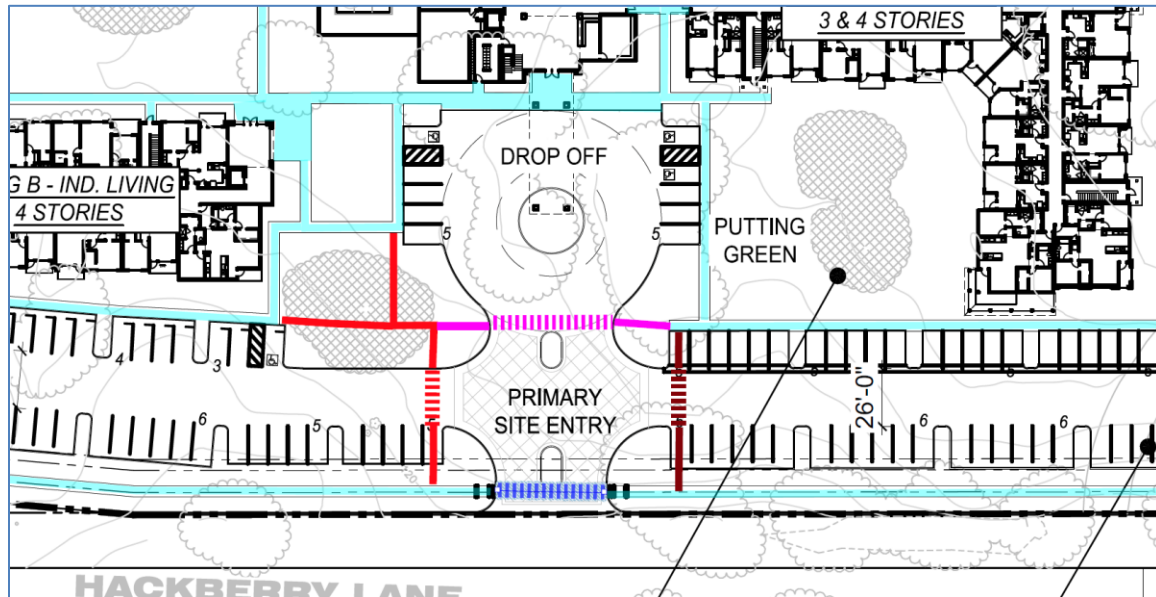 3 & 4 STORIES
DROP OFF
G B - IND. LIVING
4 STORIES
5
5
PUTTING
GREEN
4
3
PRIMARY
SITE ENTRY
26'-0"
6
5
6
6
HACKBERRY LANE